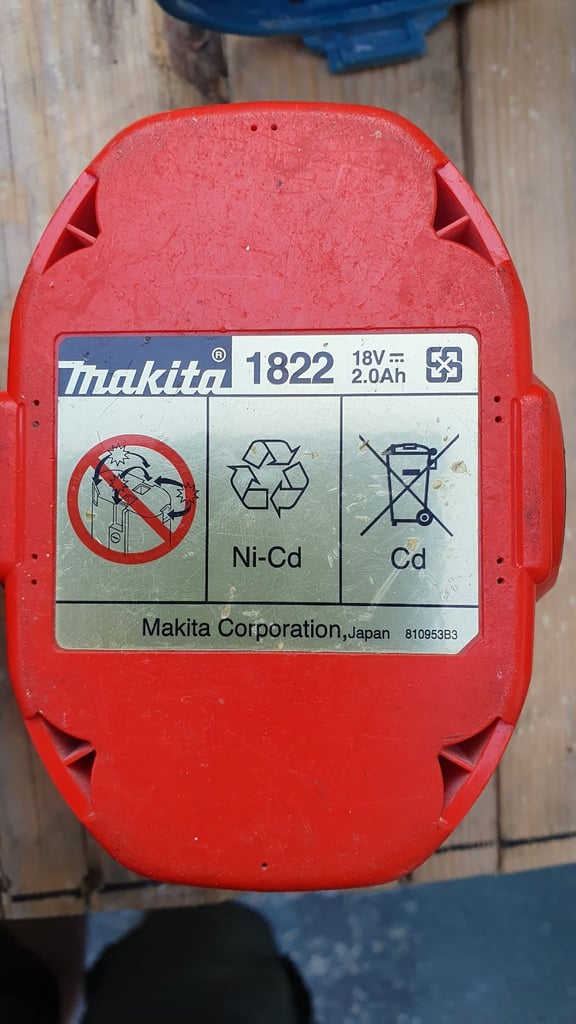 makita® 1822 18V ⎓
2.0Ah
Ni-Cd
Cd
Makita Corporation, Japan 810953B3